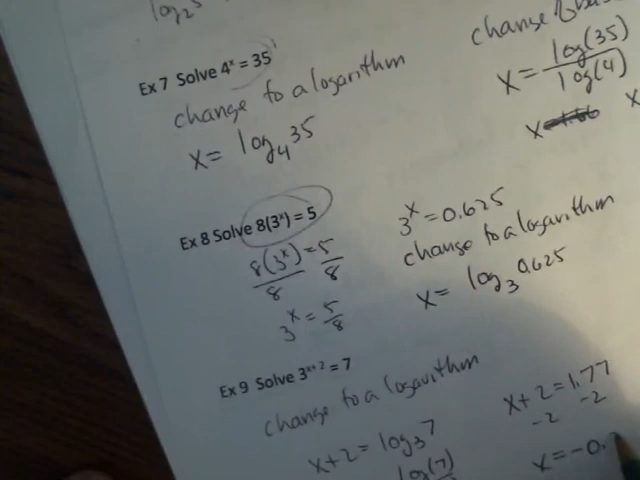 log₂5
Ex 7 Solve 4ˣ = 35
change to a logarithm
x = log₄35
change
x = log(35)/log(4)
x
x
Ex 8 Solve 8(3ˣ) = 5
8(3ˣ)/8 = 5/8
3ˣ = 5/8
3ˣ = 0.625
change to a logarithm
x = log₃0.625
Ex 9 Solve 3ˣ⁺² = 7
change to a logarithm
x+2 = log₃7
log(7)
x+2 = 1.77
-2 -2
x = -0.